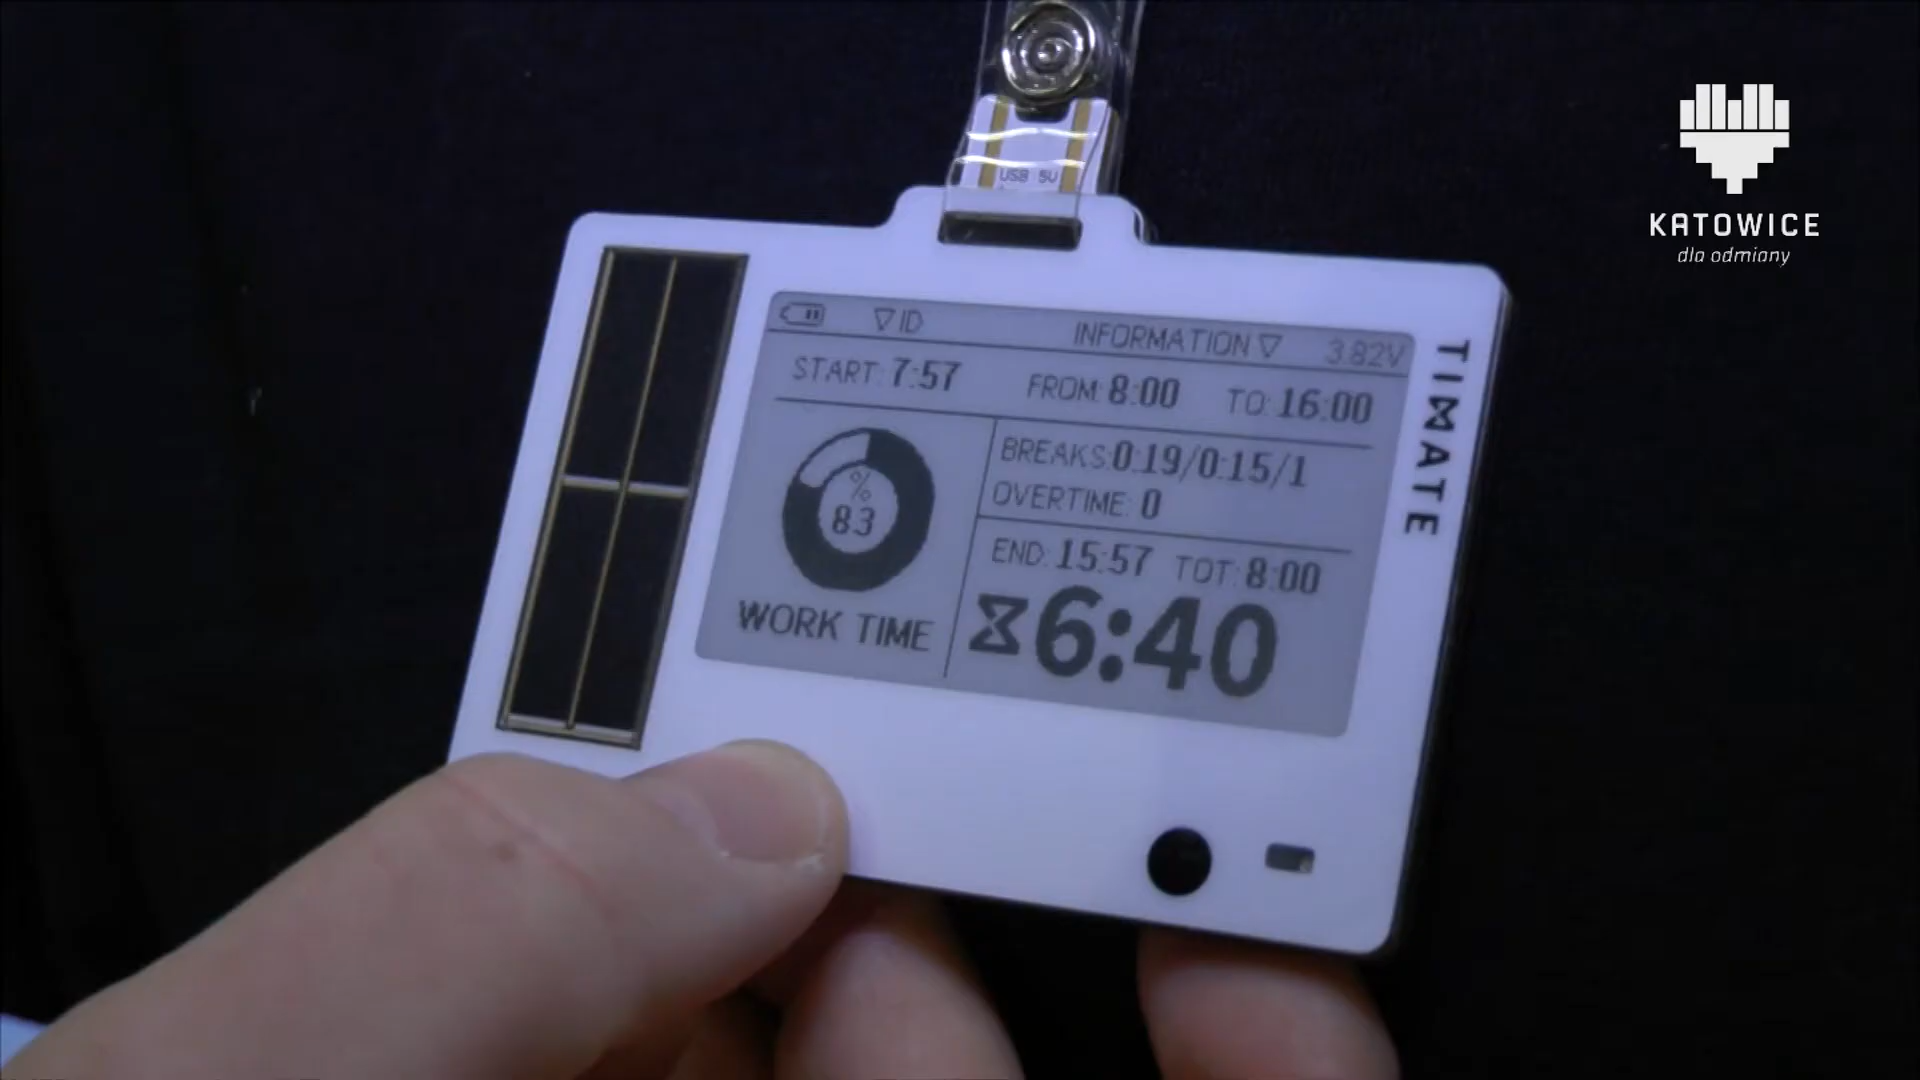 KATOWICE
dla odmiany
USB 5V
ID INFORMATION 3.82V
START: 7:57 FROM: 8:00 TO: 16:00
BREAKS: 0:19/0:15/1
OVERTIME: 0
%
83
WORK TIME
END: 15:57 TOT: 8:00
6:40
TIMATE